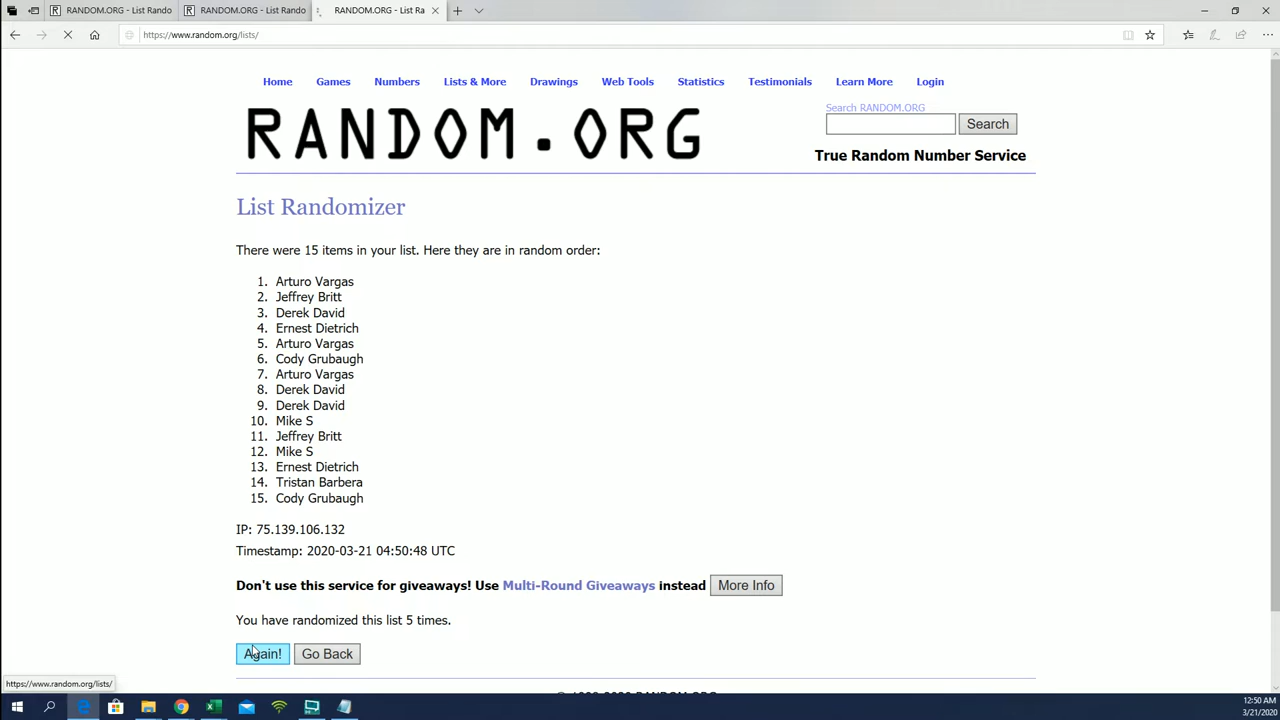 RANDOM.ORG - List Rando
RANDOM.ORG - List Rando
RANDOM.ORG - List Ra
https://www.random.org/lists/
Home Games Numbers Lists & More Drawings Web Tools Statistics Testimonials Learn More Login
RANDOM.ORG
Search RANDOM.ORG
Search
True Random Number Service
List Randomizer
There were 15 items in your list. Here they are in random order:
1. Arturo Vargas
2. Jeffrey Britt
3. Derek David
4. Ernest Dietrich
5. Arturo Vargas
6. Cody Grubaugh
7. Arturo Vargas
8. Derek David
9. Derek David
10. Mike S
11. Jeffrey Britt
12. Mike S
13. Ernest Dietrich
14. Tristan Barbera
15. Cody Grubaugh
IP: 75.139.106.132
Timestamp: 2020-03-21 04:50:48 UTC
Don't use this service for giveaways! Use Multi-Round Giveaways instead More Info
You have randomized this list 5 times.
Again! Go Back
https://www.random.org/lists/
12:50 AM
3/21/2020